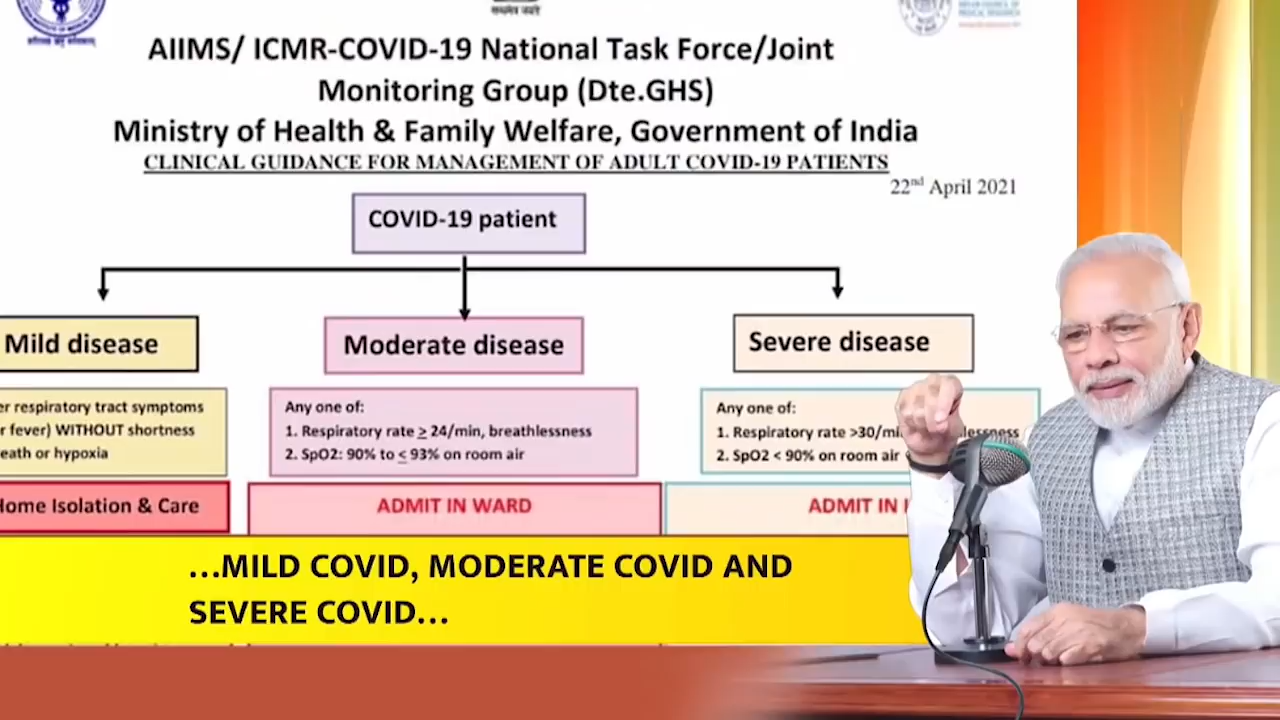 सत्यमेव जयते
AIIMS/ ICMR-COVID-19 National Task Force/Joint
Monitoring Group (Dte.GHS)
Ministry of Health & Family Welfare, Government of India
CLINICAL GUIDANCE FOR MANAGEMENT OF ADULT COVID-19 PATIENTS
22nd April 2021
COVID-19 patient
Mild disease
Moderate disease
Severe disease
er respiratory tract symptoms
r fever) WITHOUT shortness
eath or hypoxia
Any one of:
1. Respiratory rate ≥ 24/min, breathlessness
2. SpO2: 90% to ≤ 93% on room air
Any one of:
1. Respiratory rate >30/mi lessness
2. SpO2 < 90% on room air
Home Isolation & Care
ADMIT IN WARD
ADMIT IN
...MILD COVID, MODERATE COVID AND
SEVERE COVID...